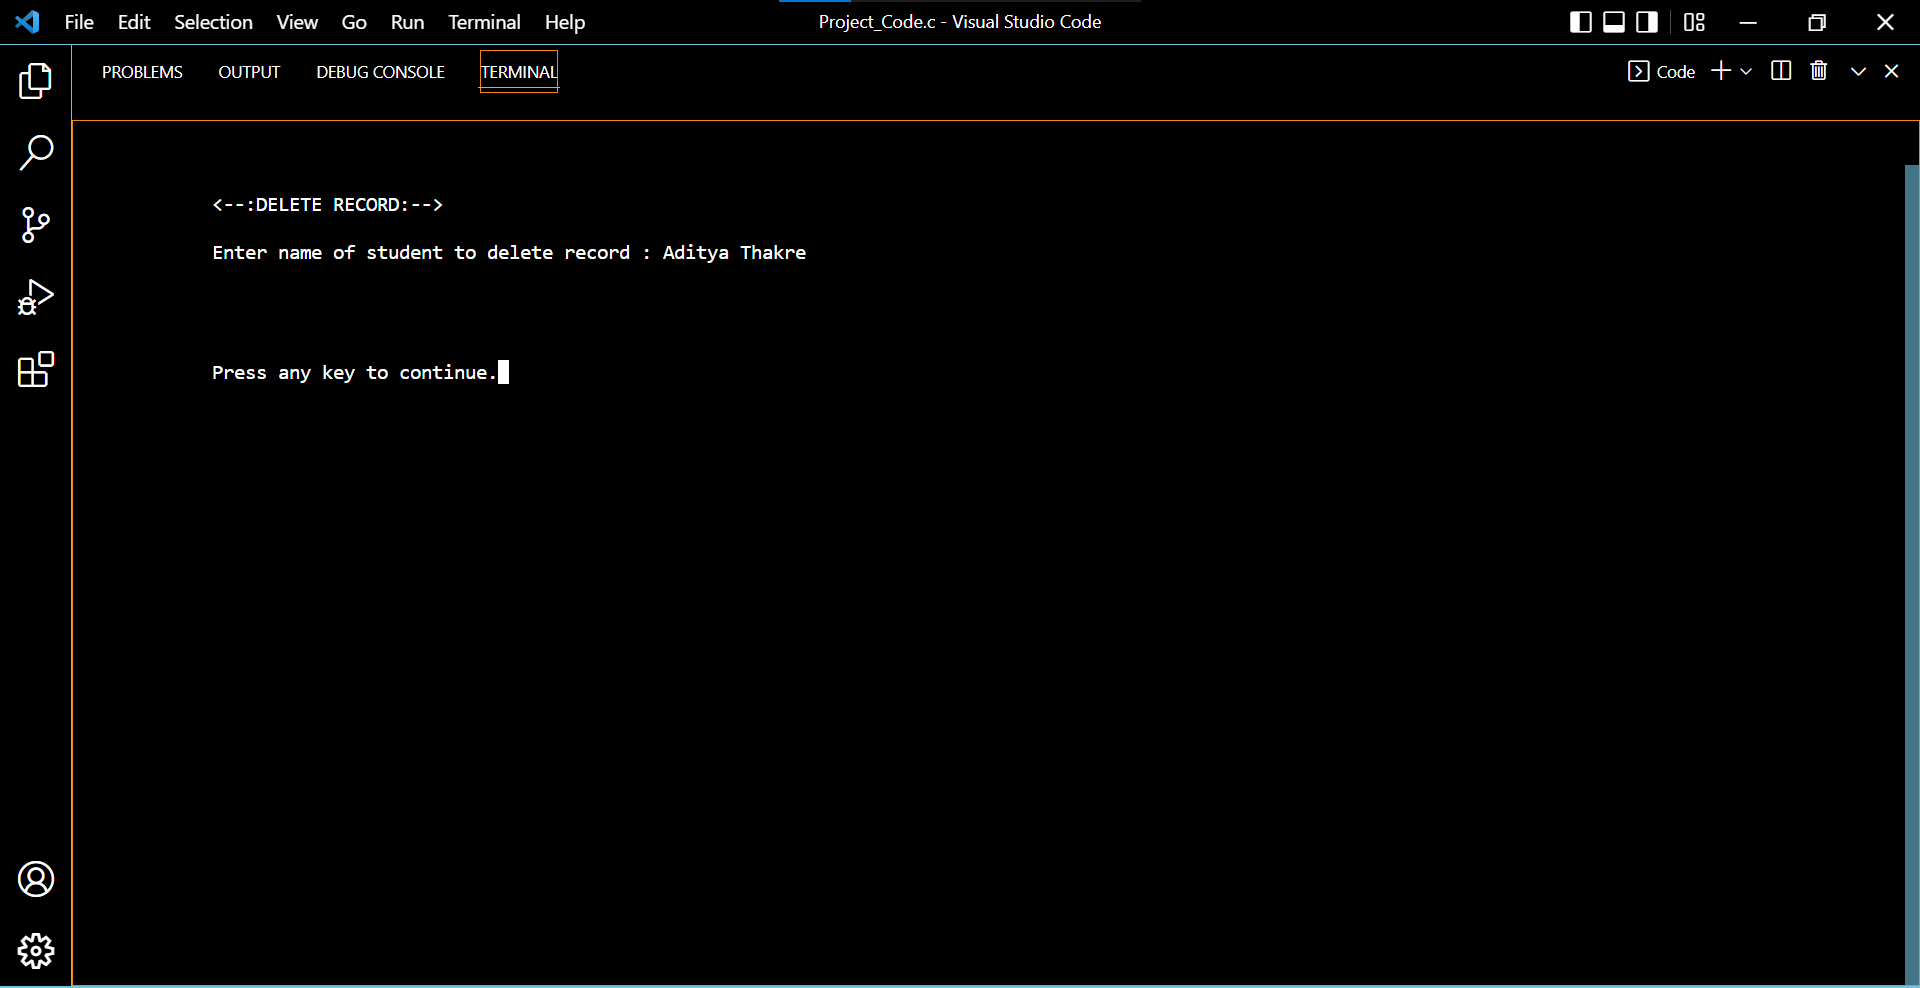 File Edit Selection View Go Run Terminal Help Project_Code.c - Visual Studio Code
PROBLEMS OUTPUT DEBUG CONSOLE TERMINAL Code
<--:DELETE RECORD:-->
Enter name of student to delete record : Aditya Thakre
Press any key to continue.